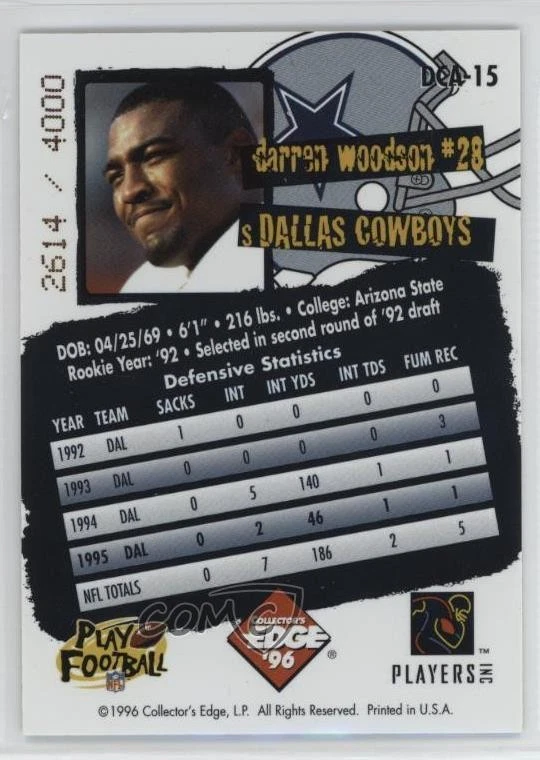 DCA-15
2614 / 4000
darren woodson #28
s DALLAS COWBOYS
DOB: 04/25/69 • 6'1" • 216 lbs. • College: Arizona State
Rookie Year: '92 • Selected in second round of '92 draft
Defensive Statistics
YEAR TEAM SACKS INT INT YDS INT TDS FUM REC
1992 DAL 1 0 0 0 0
1993 DAL 0 0 0 0 3
1994 DAL 0 5 140 1 1
1995 DAL 0 2 46 1 1
NFL TOTALS 0 7 186 2 5
PLAY
FOOTBALL
NFL
COLLECTOR'S
EDGE
'96 ®
PLAYERS INC ™
©1996 Collector's Edge, L.P. All Rights Reserved. Printed in U.S.A.